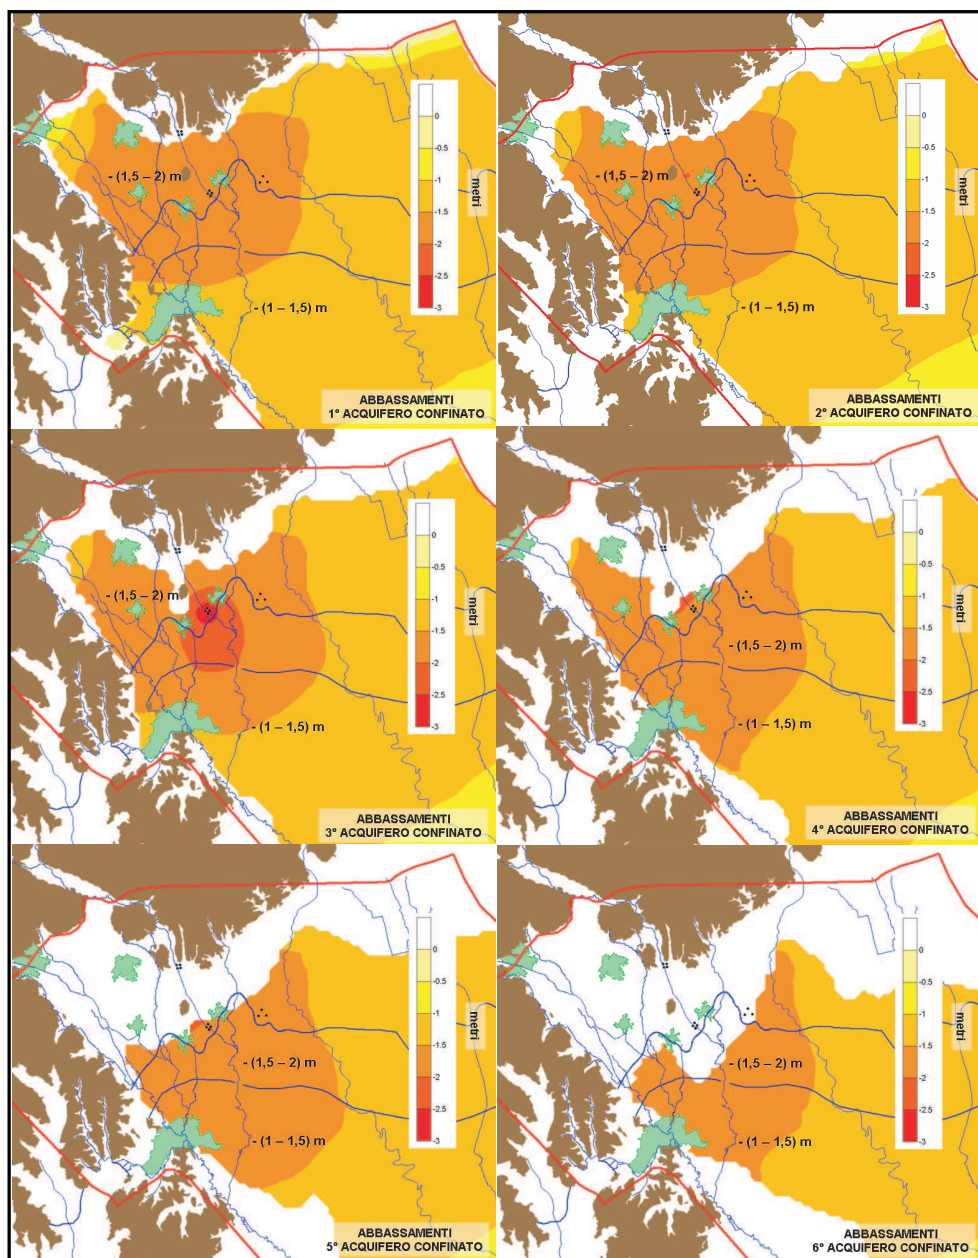 0
-0.5
-1
-1.5
-2
-2.5
-3
metri
- (1,5 – 2) m
- (1 – 1,5) m
ABBASSAMENTI
1° ACQUIFERO CONFINATO
0
-0.5
-1
-1.5
-2
-2.5
-3
metri
- (1,5 – 2) m
- (1 – 1,5) m
ABBASSAMENTI
2° ACQUIFERO CONFINATO
0
-0.5
-1
-1.5
-2
-2.5
-3
metri
- (1,5 – 2) m
- (1 – 1,5) m
ABBASSAMENTI
3° ACQUIFERO CONFINATO
0
-0.5
-1
-1.5
-2
-2.5
-3
metri
- (1,5 – 2) m
- (1 – 1,5) m
ABBASSAMENTI
4° ACQUIFERO CONFINATO
0
-0.5
-1
-1.5
-2
-2.5
-3
metri
- (1,5 – 2) m
- (1 – 1,5) m
ABBASSAMENTI
5° ACQUIFERO CONFINATO
0
-0.5
-1
-1.5
-2
-2.5
-3
metri
- (1,5 – 2) m
- (1 – 1,5) m
ABBASSAMENTI
6° ACQUIFERO CONFINATO